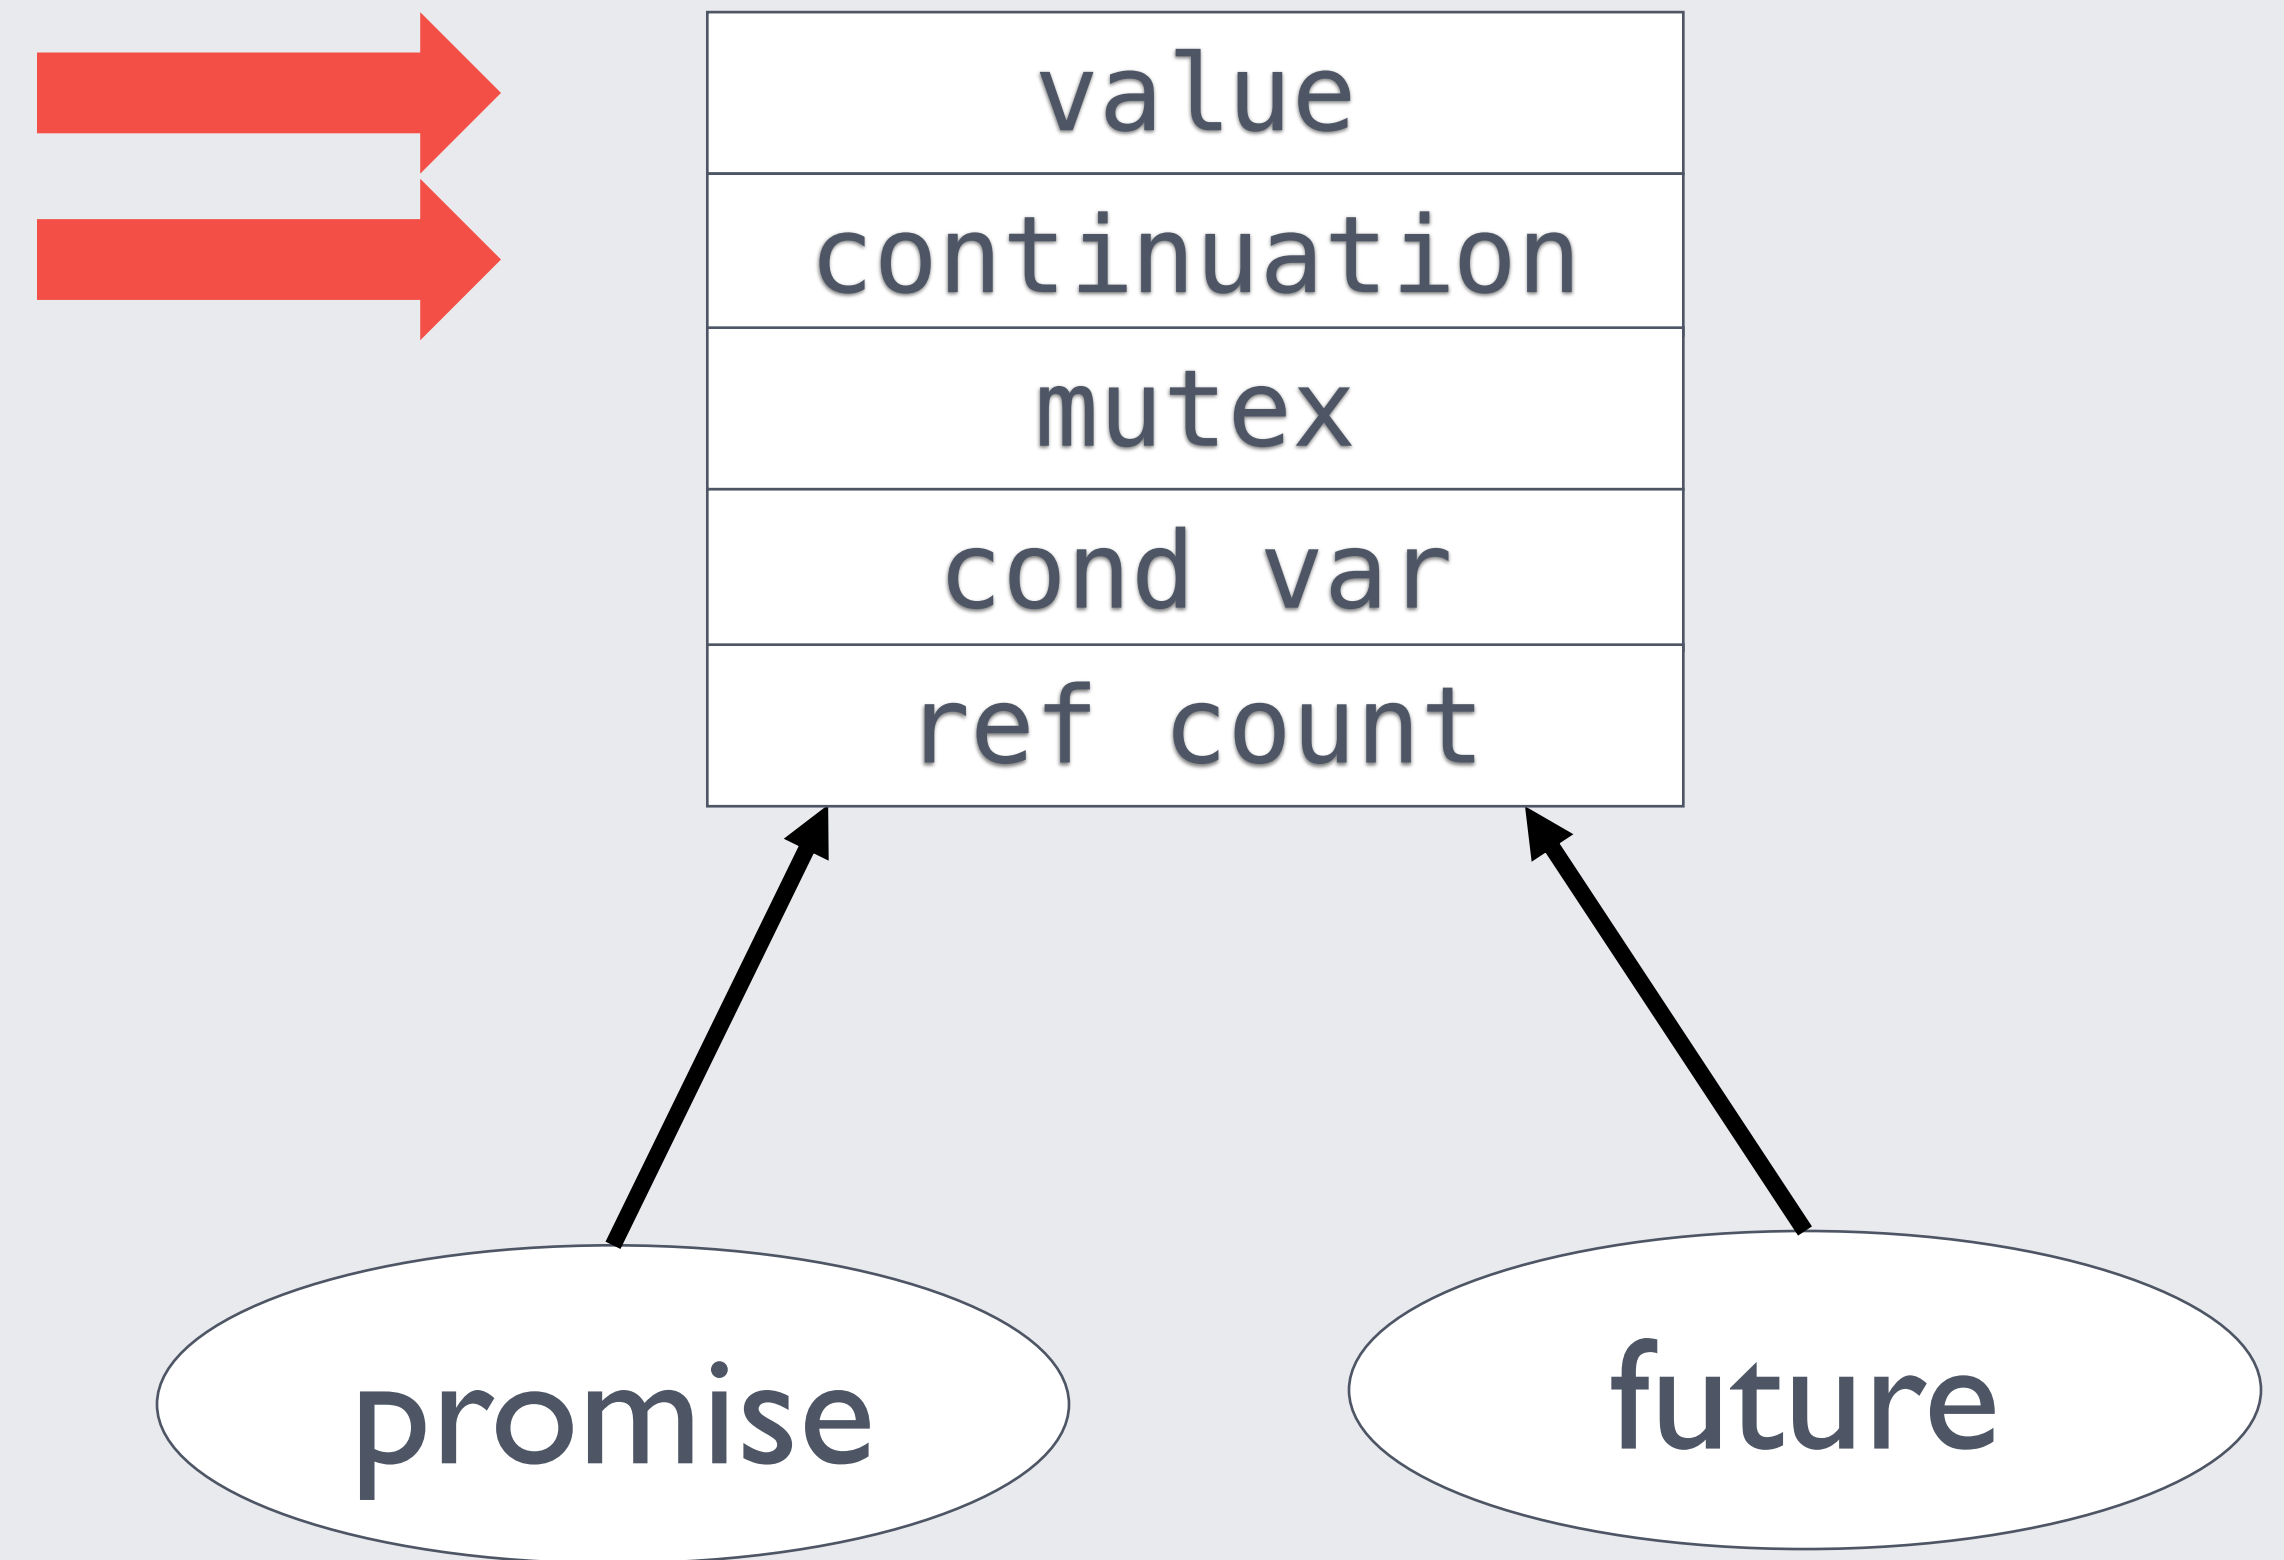 value
continuation
mutex
cond var
ref count
promise
future